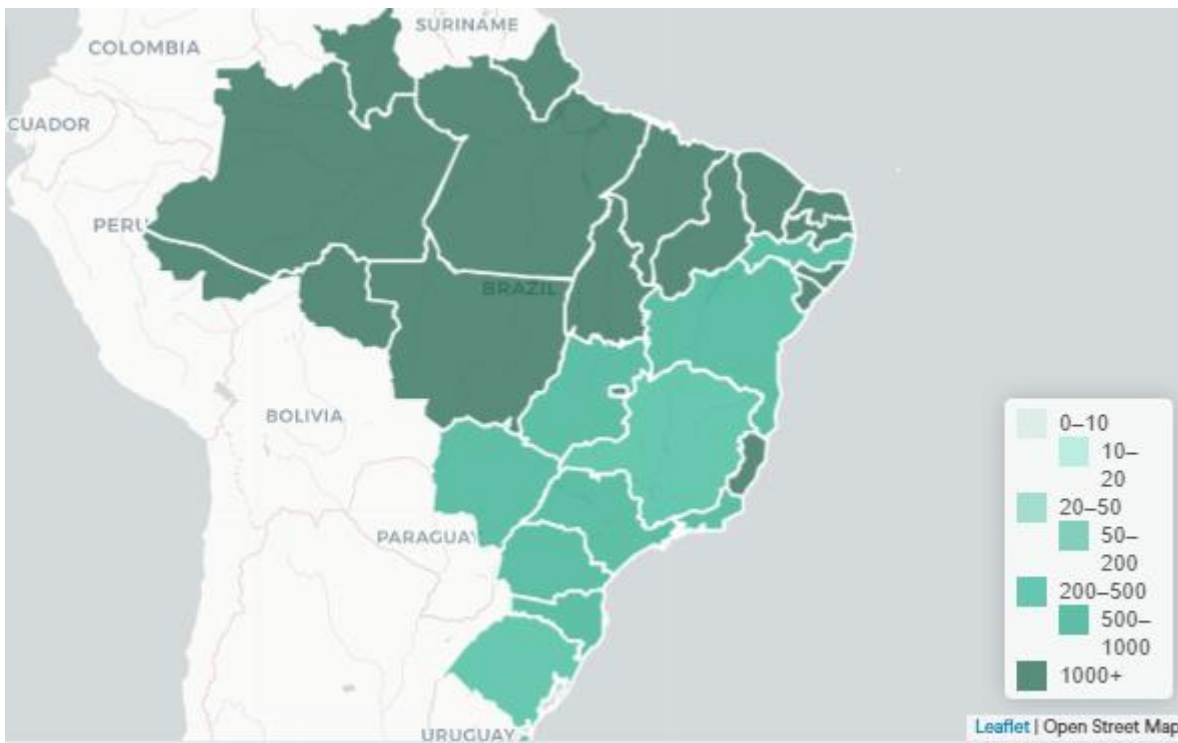 SURINAME
COLOMBIA
CUADOR
PERU
BRAZIL
BOLIVIA
PARAGUAY
URUGUAY
0–10
10–
20
20–50
50–
200
200–500
500–
1000
1000+
Leaflet | Open Street Map